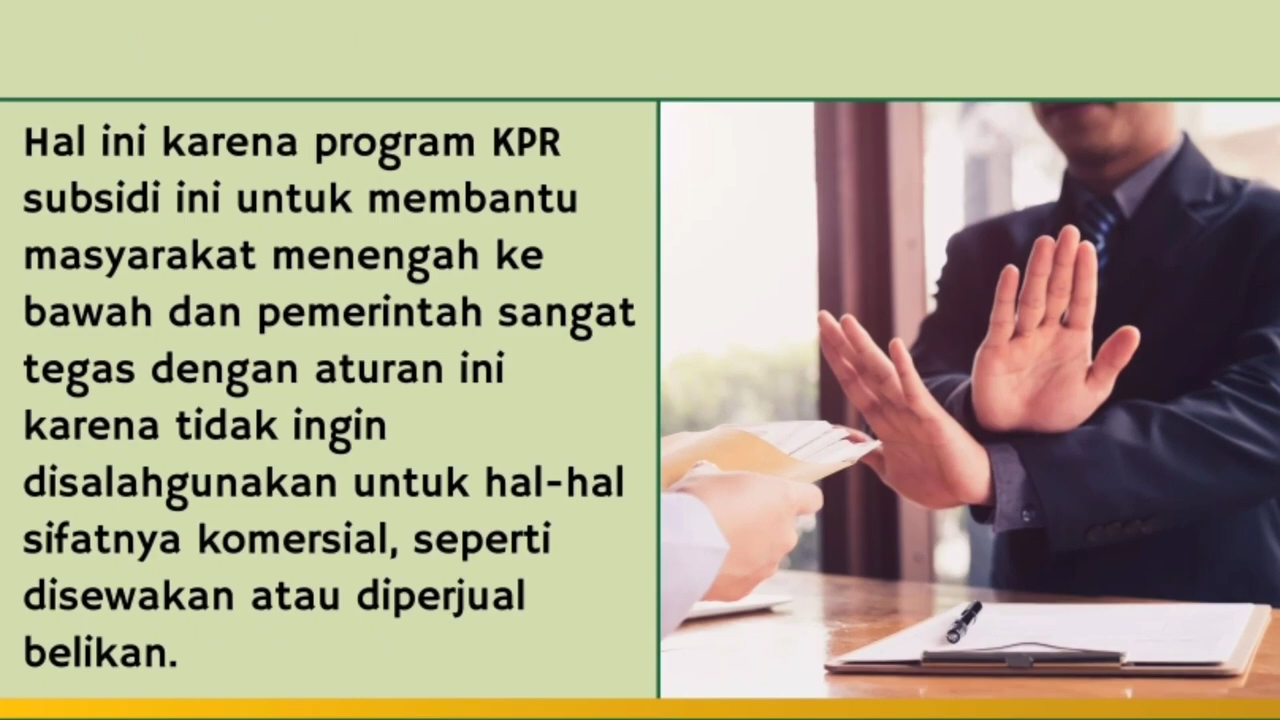 Hal ini karena program KPR
subsidi ini untuk membantu
masyarakat menengah ke
bawah dan pemerintah sangat
tegas dengan aturan ini
karena tidak ingin
disalahgunakan untuk hal-hal
sifatnya komersial, seperti
disewakan atau diperjual
belikan.